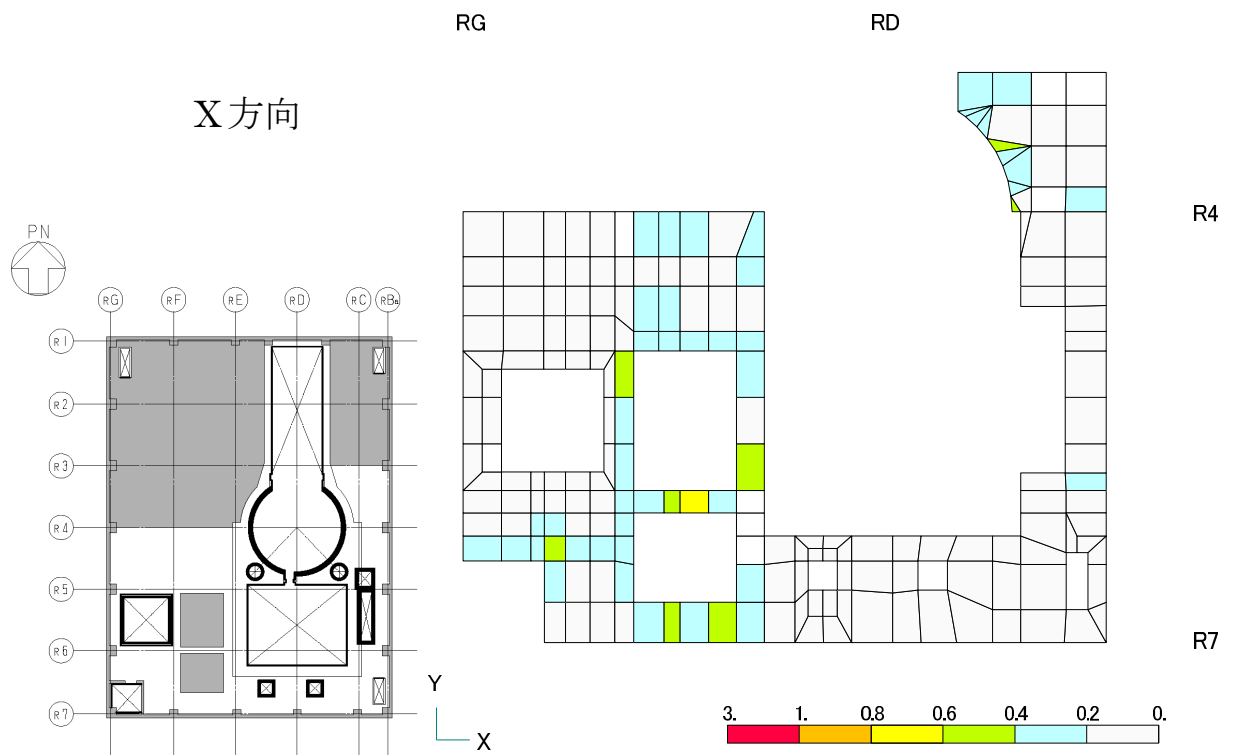 RG RD
X方向
R4
PN
RG RF RE RD RC RBa
R1
R2
R3
R4
R5
R6
R7
R7
Y
X
3. 1. 0.8 0.6 0.4 0.2 0.